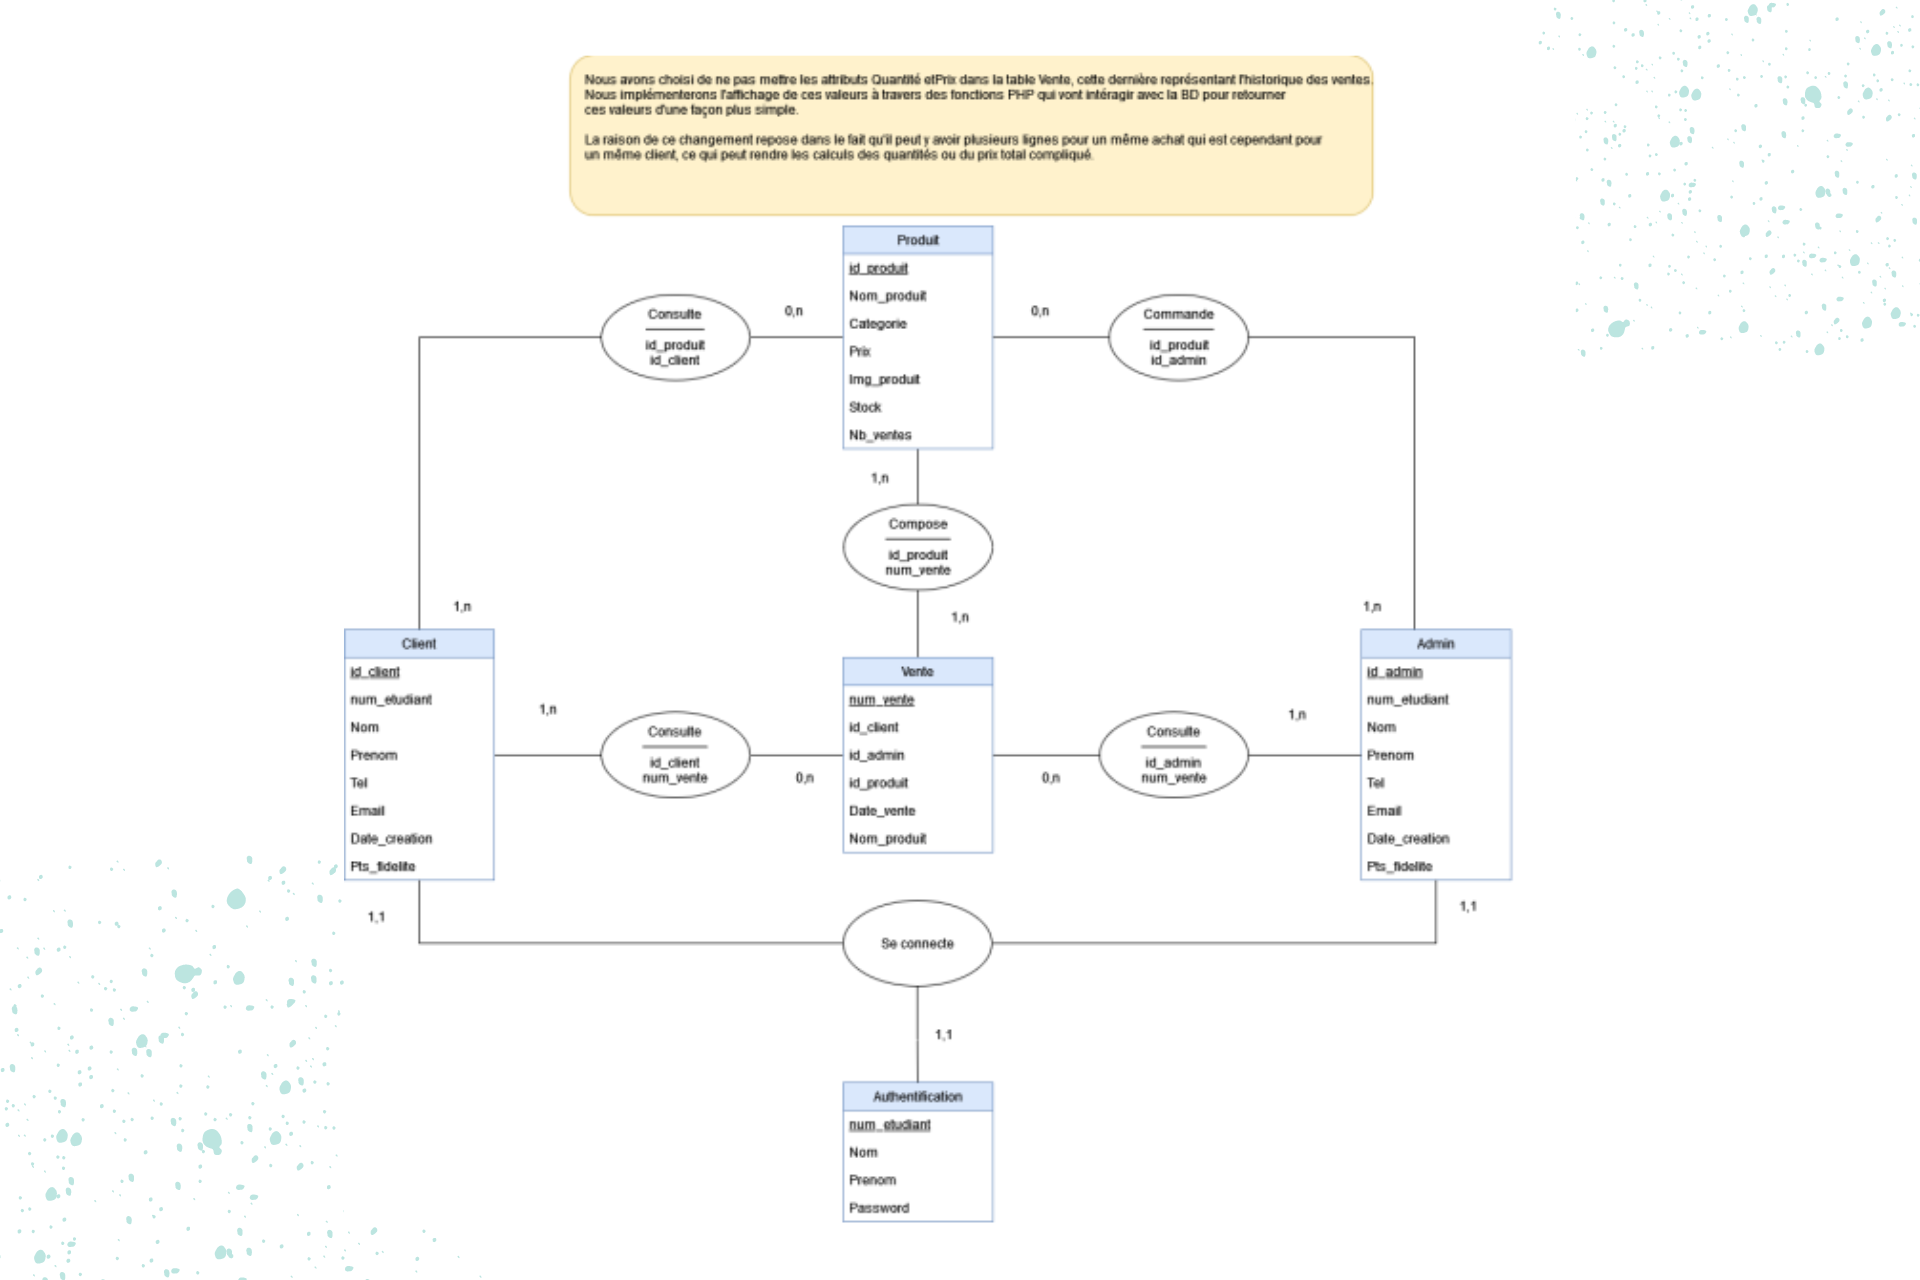 Nous avons choisi de ne pas mettre les attributs Quantité etPrix dans la table Vente, cette dernière représentant l'historique des ventes.
Nous implémenterons l'affichage de ces valeurs à travers des fonctions PHP qui vont intéragir avec la BD pour retourner
ces valeurs d'une façon plus simple.
La raison de ce changement repose dans le fait qu'il peut y avoir plusieurs lignes pour un même achat qui est cependant pour
un même client, ce qui peut rendre les calculs des quantités ou du prix total compliqué.
Produit
id_produit
Nom_produit
Categorie
Prix
Img_produit
Stock
Nb_ventes
Consulte
id_produit
id_client
0,n
0,n
Commande
id_produit
id_admin
1,n
Compose
id_produit
num_vente
1,n
1,n
1,n
Client
id_client
num_etudiant
Nom
Prenom
Tel
Email
Date_creation
Pts_fidelite
1,n
Consulte
id_client
num_vente
0,n
Vente
num_vente
id_client
id_admin
id_produit
Date_vente
Nom_produit
0,n
Consulte
id_admin
num_vente
1,n
Admin
id_admin
num_etudiant
Nom
Prenom
Tel
Email
Date_creation
Pts_fidelite
1,1
Se connecte
1,1
1,1
Authentification
num_etudiant
Nom
Prenom
Password